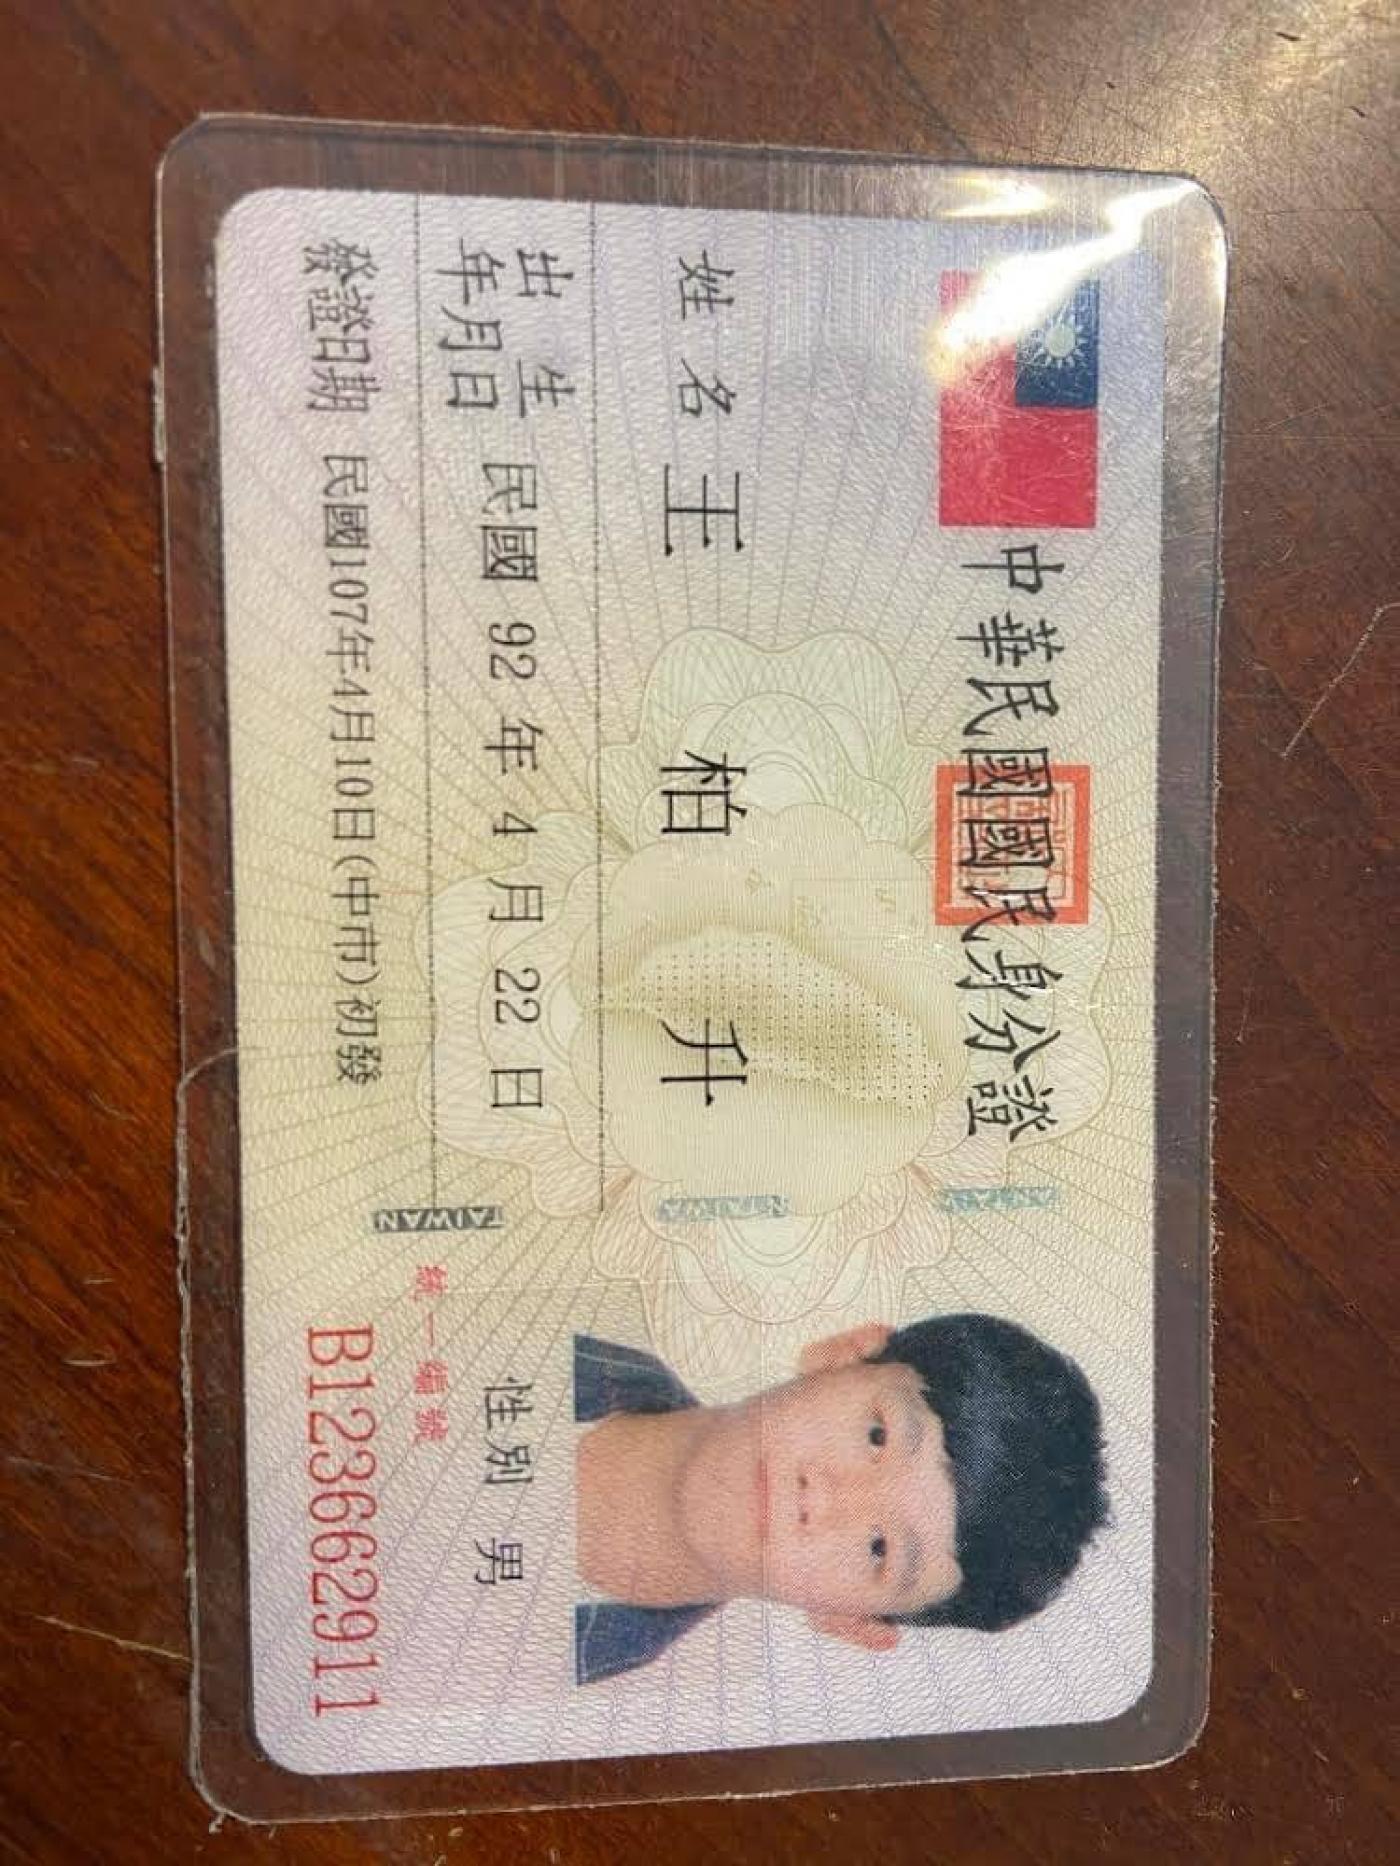 中華民國國民身分證
姓名 王柏升
出生年月日 民國 92 年 4 月 22 日
性別 男
發證日期 民國107年4月10日(中市)初發
統一編號
B123662911
TAIWAN